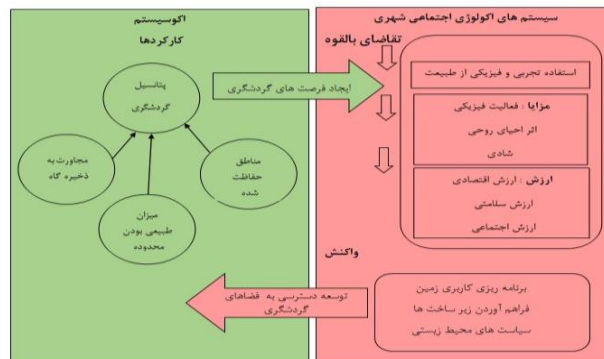 سیستم های اکولوژی اجتماعی شهری
تقاضای بالقوه
استفاده تجربی و فیزیکی از طبیعت
مزایا : فعالیت فیزیکی
اثر احیای روحی
شادی
ارزش : ارزش اقتصادی
ارزش سلامتی
ارزش اجتماعی
واکنش
برنامه ریزی کاربری زمین
فراهم آوردن زیر ساخت ها
سیاست های محیط زیستی
ایجاد فرصت های گردشگری
توسعه دسترسی به فضاهای
گردشگری
اکوسیستم
کارکردها
پتانسیل
گردشگری
مناطق
حفاظت
شده
میزان
طبیعی بودن
محدوده
مجاورت به
ذخیره گاه